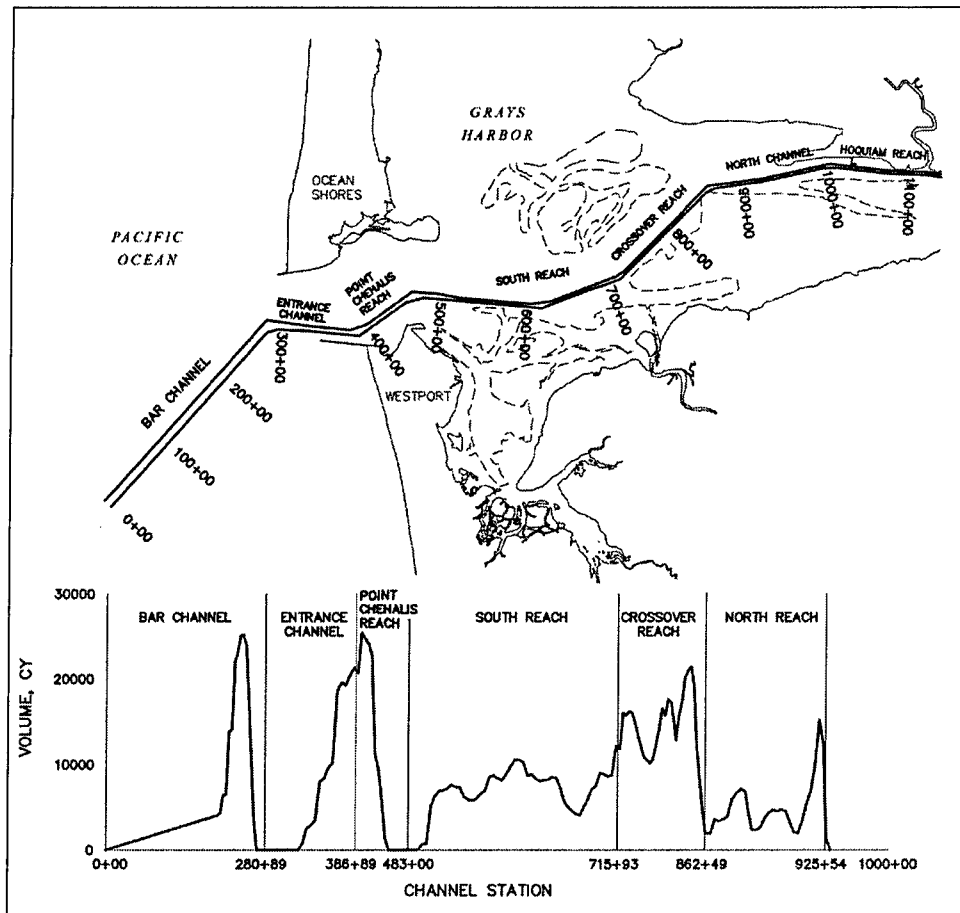 GRAYS
HARBOR
NORTH CHANNEL
HOQUIAM REACH
OCEAN
SHORES
CROSSOVER REACH
900+00
1000+00
1100+00
PACIFIC
OCEAN
POINT
CHEHALIS
REACH
SOUTH REACH
800+00
ENTRANCE
CHANNEL
700+00
500+00
600+00
300+00
400+00
BAR CHANNEL
200+00
WESTPORT
100+00
0+00
30000
BAR CHANNEL
ENTRANCE
CHANNEL
POINT
CHEHALIS
REACH
SOUTH REACH
CROSSOVER
REACH
NORTH REACH
20000
VOLUME, CY
10000
0
0+00
280+89
386+89
483+00
715+93
862+49
925+54
1000+00
CHANNEL STATION